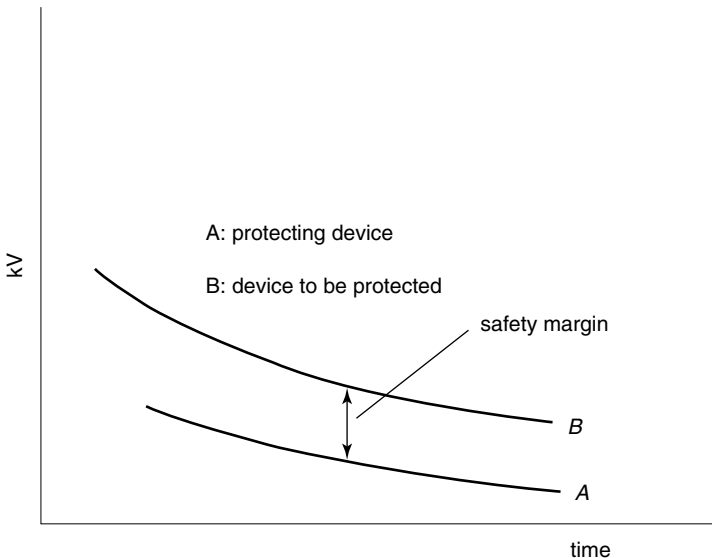 A: protecting device
kV
B: device to be protected
safety margin
B
A
time